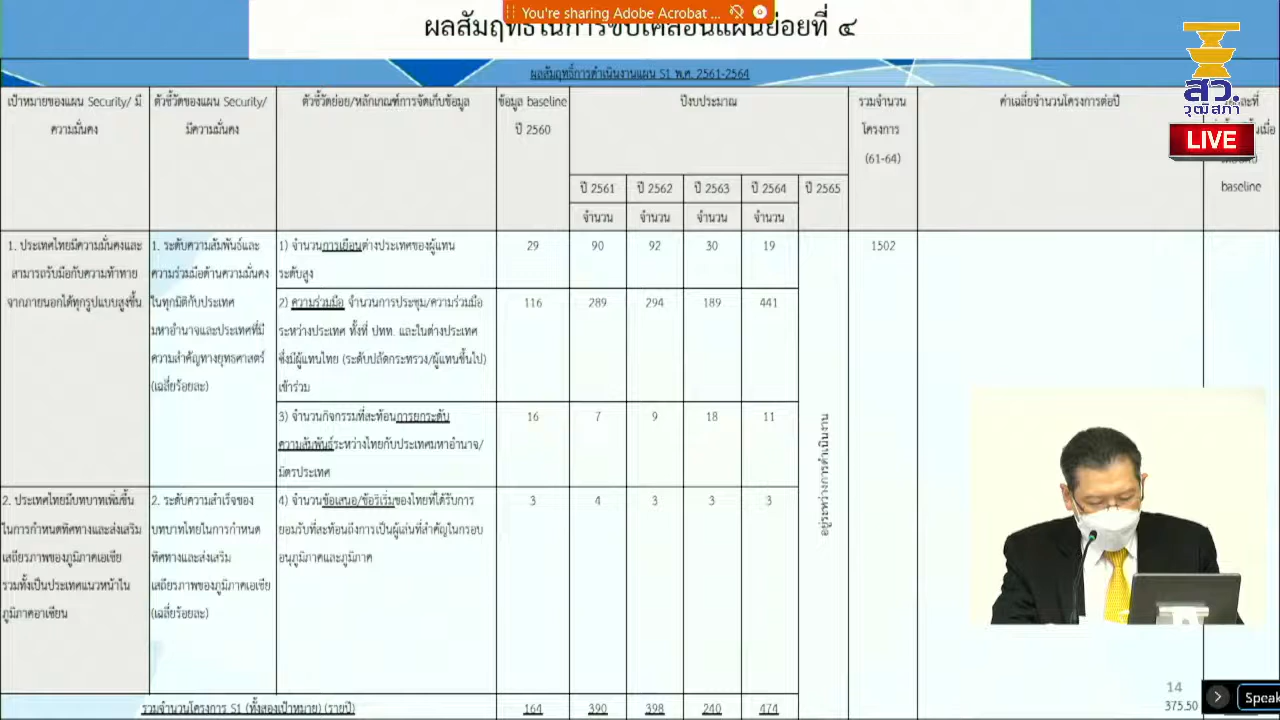 You're sharing Adobe Acrobat ...
ผลสัมฤทธิ์ในการขับเคลื่อนแผนย่อยที่ ๔
ผลสัมฤทธิ์การดำเนินงานแผน S1 พ.ศ. 2561-2564
สว.
วุฒิสภา
LIVE
เป้าหมายของแผน Security/ มี
ความมั่นคง
ตัวชี้วัดของแผน Security/
มีความมั่นคง
ตัวชี้วัดย่อย/หลักเกณฑ์การจัดเก็บข้อมูล
ข้อมูล baseline
ปี 2560
ปีงบประมาณ
ปี 2561
ปี 2562
ปี 2563
ปี 2564
ปี 2565
จำนวน
จำนวน
จำนวน
จำนวน
รวมจำนวน
โครงการ
(61-64)
ค่าเฉลี่ยจำนวนโครงการต่อปี
baseline
1. ประเทศไทยมีความมั่นคงและ
สามารถรับมือกับความท้าทาย
จากภายนอกได้ทุกรูปแบบสูงขึ้น
1. ระดับความสัมพันธ์และ
ความร่วมมือด้านความมั่นคง
ในทุกมิติกับประเทศ
มหาอำนาจและประเทศที่มี
ความสำคัญทางยุทธศาสตร์
(เฉลี่ยร้อยละ)
1) จำนวนการเยือนต่างประเทศของผู้แทน
ระดับสูง
29
90
92
30
19
1502
2) ความร่วมมือ จำนวนการประชุม/ความร่วมมือ
ระหว่างประเทศ ทั้งที่ ปทท. และในต่างประเทศ
ซึ่งมีผู้แทนไทย (ระดับปลัดกระทรวง/ผู้แทนขึ้นไป)
เข้าร่วม
116
289
294
189
441
3) จำนวนกิจกรรมที่สะท้อนการยกระดับ
ความสัมพันธ์ระหว่างไทยกับประเทศมหาอำนาจ/
มิตรประเทศ
16
7
9
18
11
อยู่ระหว่างการดำเนินงาน
2. ประเทศไทยมีบทบาทเพิ่มขึ้น
ในการกำหนดทิศทางและส่งเสริม
เสถียรภาพของภูมิภาคเอเชีย
รวมทั้งเป็นประเทศแนวหน้าใน
ภูมิภาคอาเซียน
2. ระดับความสำเร็จของ
บทบาทไทยในการกำหนด
ทิศทางและส่งเสริม
เสถียรภาพของภูมิภาคเอเชีย
(เฉลี่ยร้อยละ)
4) จำนวนข้อเสนอ/ข้อริเริ่มของไทยที่ได้รับการ
ยอมรับที่สะท้อนถึงการเป็นผู้เล่นที่สำคัญในกรอบ
อนุภูมิภาคและภูมิภาค
3
4
3
3
3
รวมจำนวนโครงการ S1 (ทั้งสองเป้าหมาย) (รายปี)
164
390
398
240
474
14
375.50
Speak